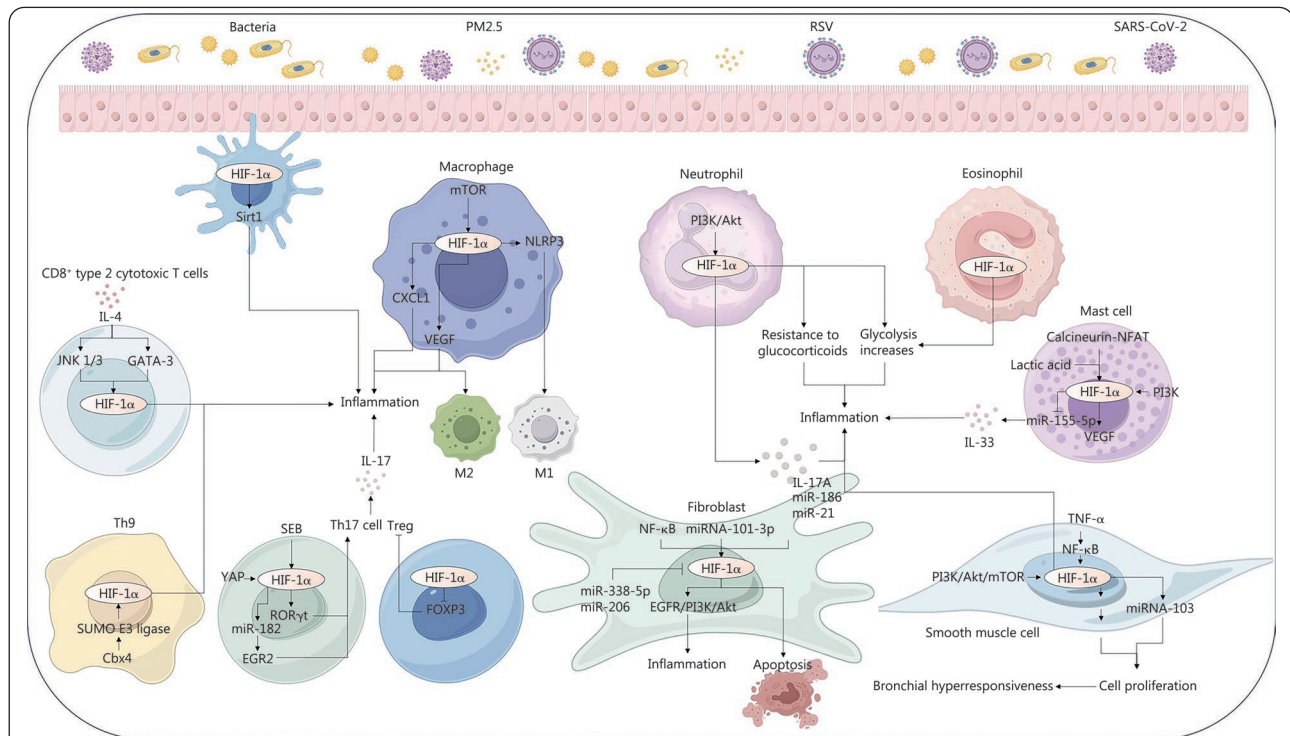 Bacteria
PM2.5
RSV
SARS-CoV-2
HIF-1α
Sirt1
Macrophage
mTOR
HIF-1α
NLRP3
CXCL1
VEGF
Neutrophil
PI3K/Akt
HIF-1α
Eosinophil
HIF-1α
CD8+ type 2 cytotoxic T cells
IL-4
JNK 1/3
GATA-3
HIF-1α
Inflammation
M2
M1
Resistance to
glucocorticoids
Glycolysis
increases
Inflammation
Mast cell
Calcineurin-NFAT
Lactic acid
HIF-1α
PI3K
miR-155-5p
VEGF
IL-33
IL-17
IL-17A
miR-186
miR-21
Th9
HIF-1α
SUMO E3 ligase
Cbx4
SEB
Th17 cell
Treg
YAP
HIF-1α
RORγt
miR-182
EGR2
HIF-1α
FOXP3
Fibroblast
NF-κB
miRNA-101-3p
HIF-1α
miR-338-5p
miR-206
EGFR/PI3K/Akt
Inflammation
Apoptosis
TNF-α
NF-κB
PI3K/Akt/mTOR
HIF-1α
miRNA-103
Smooth muscle cell
Bronchial hyperresponsiveness
Cell proliferation